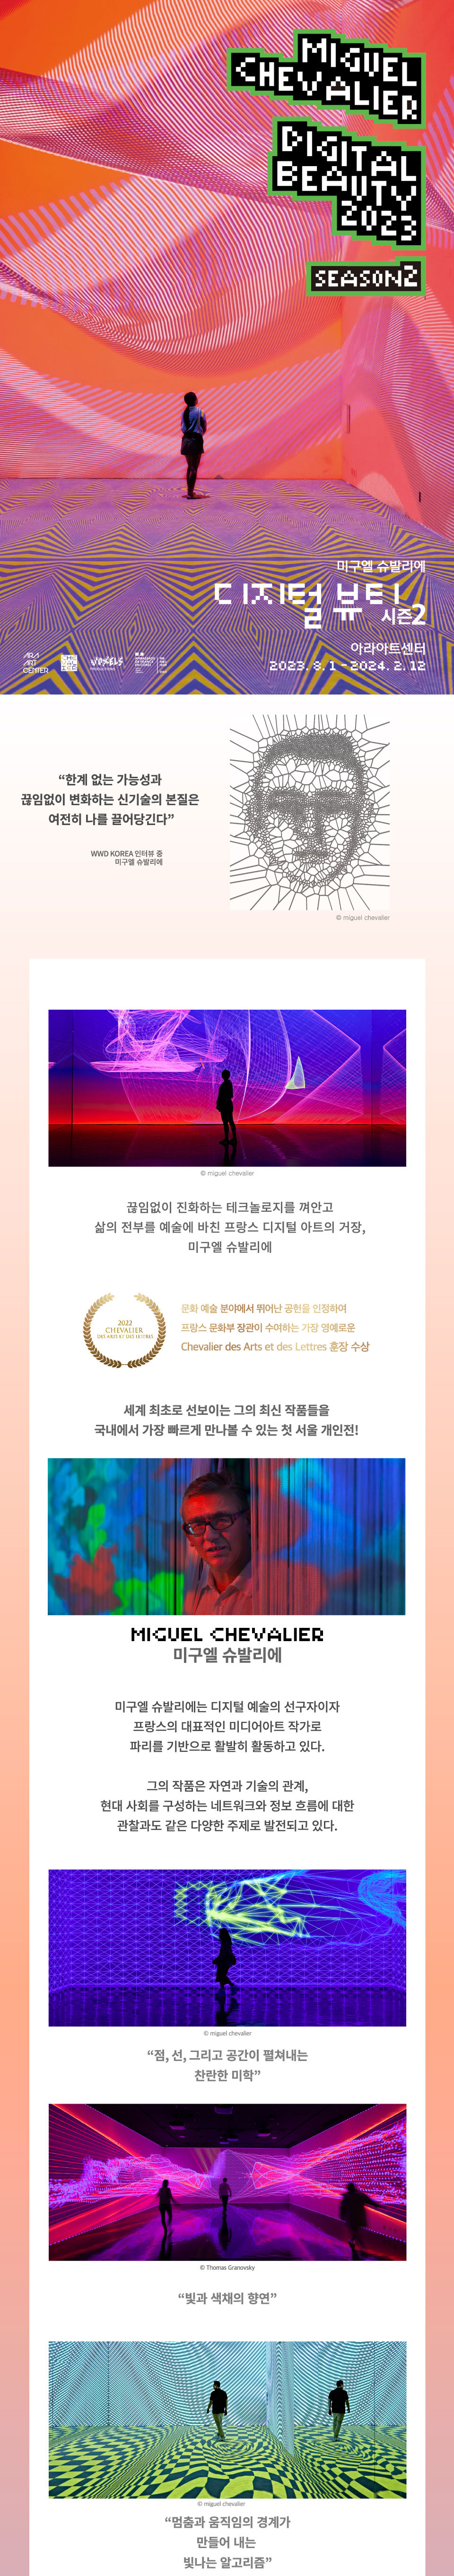 MIGUEL
CHEVALIER
DIGITAL
BEAUTY
2023
SEASON2
미구엘 슈발리에
디지털 뷰티
시즌2
아라아트센터
2023. 8. 1 - 2024. 2. 12
ARA
ART
CENTER
VOXELS
PRODUCTIONS
“한계 없는 가능성과
끊임없이 변화하는 신기술의 본질은
여전히 나를 끌어당긴다”
WWD KOREA 인터뷰 중
미구엘 슈발리에
© miguel chevalier
© miguel chevalier
끊임없이 진화하는 테크놀로지를 껴안고
삶의 전부를 예술에 바친 프랑스 디지털 아트의 거장,
미구엘 슈발리에
2022
CHEVALIER
DES ARTS ET DES LETTRES
문화 예술 분야에서 뛰어난 공헌을 인정하여
프랑스 문화부 장관이 수여하는 가장 영예로운
Chevalier des Arts et des Lettres 훈장 수상
세계 최초로 선보이는 그의 최신 작품들을
국내에서 가장 빠르게 만나볼 수 있는 첫 서울 개인전!
MIGUEL CHEVALIER
미구엘 슈발리에
미구엘 슈발리에는 디지털 예술의 선구자이자
프랑스의 대표적인 미디어아트 작가로
파리를 기반으로 활발히 활동하고 있다.
그의 작품은 자연과 기술의 관계,
현대 사회를 구성하는 네트워크와 정보 흐름에 대한
관찰과도 같은 다양한 주제로 발전되고 있다.
© miguel chevalier
“점, 선, 그리고 공간이 펼쳐내는
찬란한 미학”
© Thomas Granovsky
“빛과 색채의 향연”
© miguel chevalier
“멈춤과 움직임의 경계가
만들어 내는
빛나는 알고리즘”